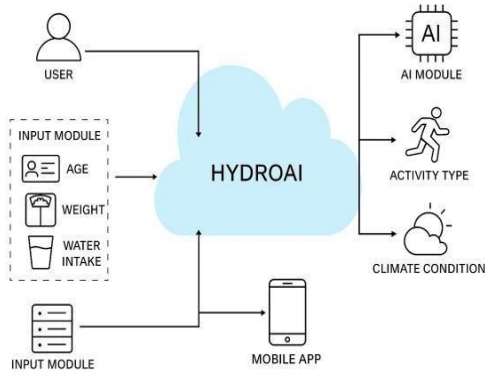 USER
INPUT MODULE
AGE
WEIGHT
WATER
INTAKE
INPUT MODULE
HYDROAI
MOBILE APP
AI
AI MODULE
ACTIVITY TYPE
CLIMATE CONDITION